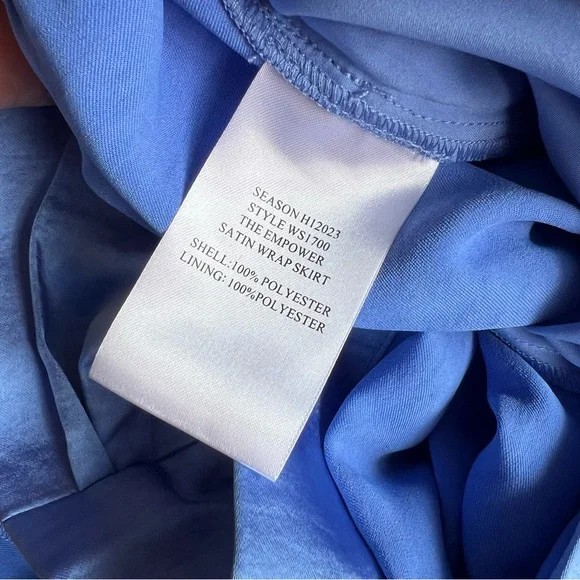 SEASON H12023
STYLE WS1700
THE EMPOWER
SATIN WRAP SKIRT
SHELL:100% POLYESTER
LINING: 100%POLYESTER